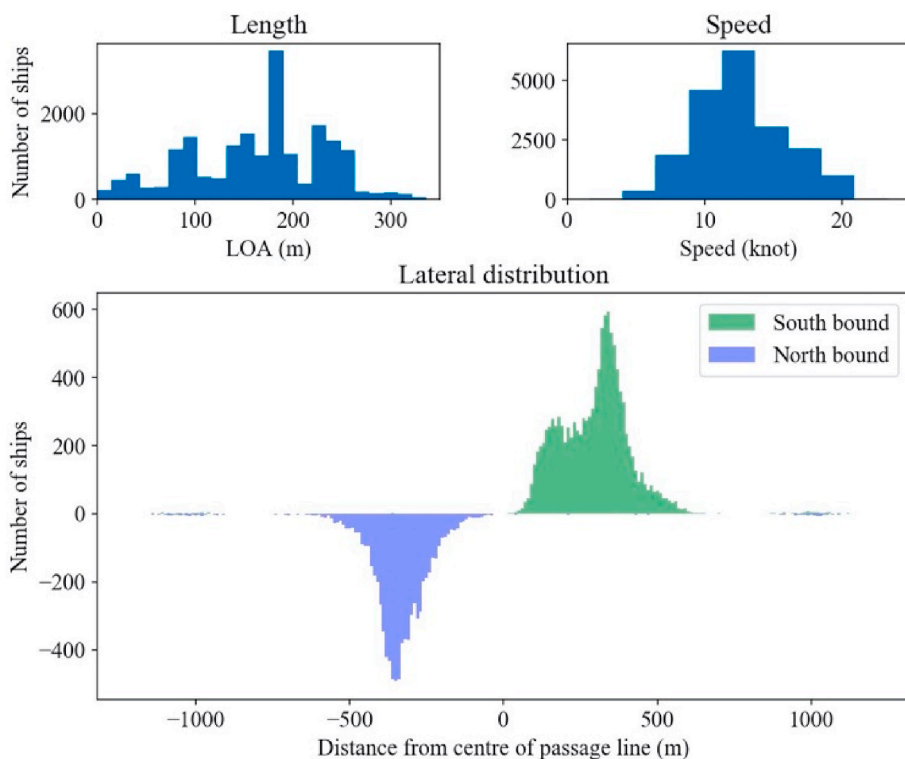 Length
Number of ships
2000
0
0 100 200 300
LOA (m)
Speed
5000
2500
0
0 10 20
Speed (knot)
Lateral distribution
Number of ships
600
400
200
0
−200
−400
South bound
North bound
−1000 −500 0 500 1000
Distance from centre of passage line (m)